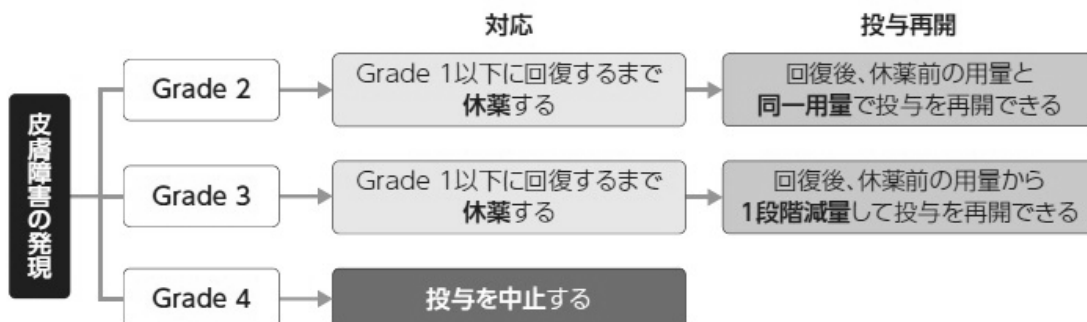 対応
投与再開
皮膚障害の発現
Grade 2
Grade 1以下に回復するまで
休薬する
回復後、休薬前の用量と
同一用量で投与を再開できる
Grade 3
Grade 1以下に回復するまで
休薬する
回復後、休薬前の用量から
1段階減量して投与を再開できる
Grade 4
投与を中止する